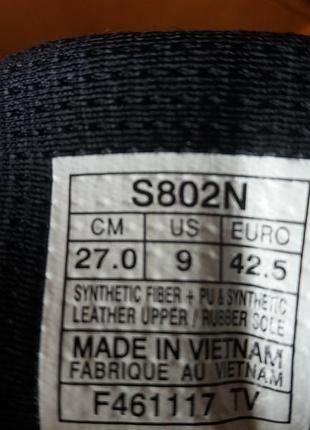 S802N
CM US EURO
27.0 9 42.5
SYNTHETIC FIBER + PU & SYNTHETIC
LEATHER UPPER / RUBBER SOLE
MADE IN VIETNAM
FABRIQUE AU VIETNAM
F461117 TV